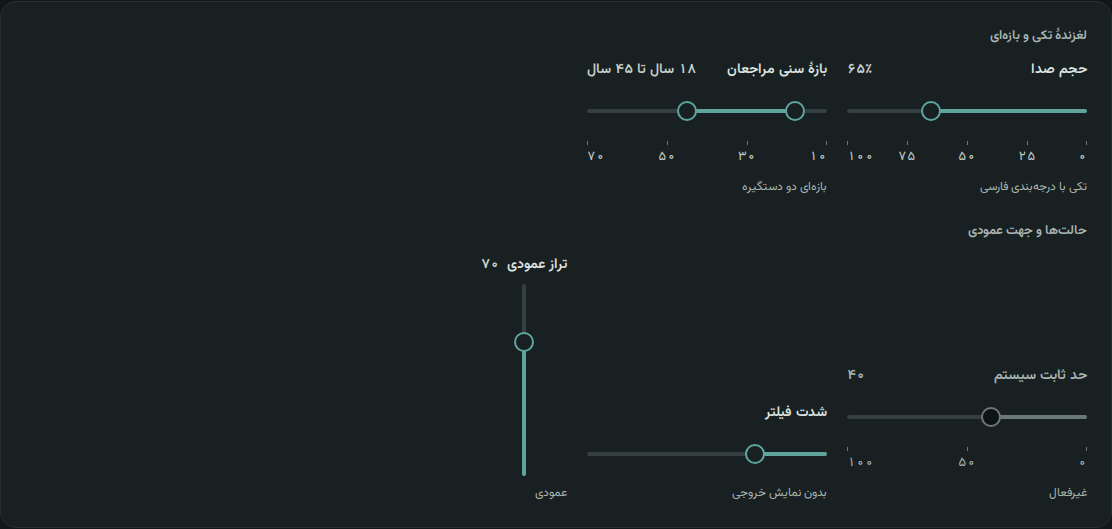 لغزندهٔ تکی و بازه‌ای
حجم صدا ۶۵٪
۰ ۲۵ ۵۰ ۷۵ ۱۰۰
تکی با درجه‌بندی فارسی
بازهٔ سنی مراجعان ۱۸ سال تا ۴۵ سال
۱۰ ۳۰ ۵۰ ۷۰
بازه‌ای دو دستگیره
حالت‌ها و جهت عمودی
حد ثابت سیستم ۴۰
۰ ۵۰ ۱۰۰
غیرفعال
شدت فیلتر
بدون نمایش خروجی
تراز عمودی ۷۰
عمودی